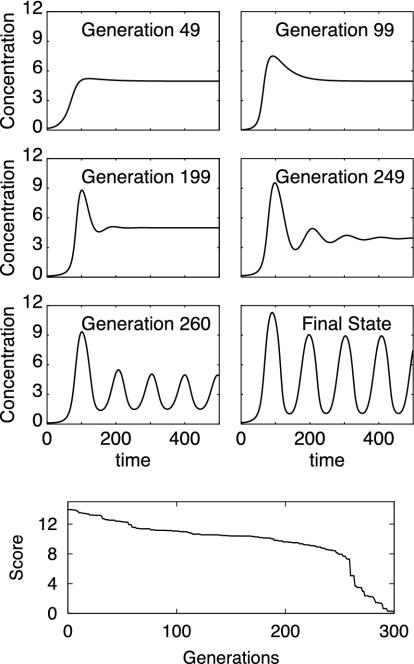 12
9
6
3
0
Concentration
Generation 49
Generation 99
12
9
6
3
0
Concentration
Generation 199
Generation 249
12
9
6
3
0
Concentration
Generation 260
Final State
0 200 400
0 200 400
time
time
12
8
4
0
Score
0 100 200 300
Generations